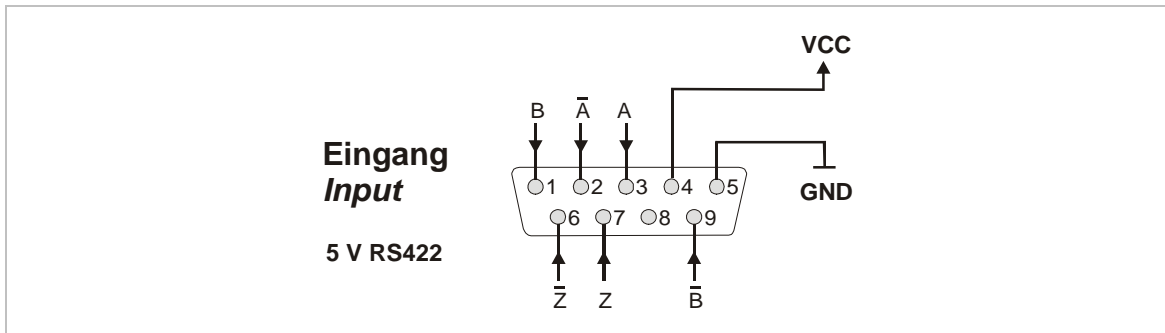 VCC
B A̅ A
Eingang
Input
1 2 3 4 5
GND
6 7 8 9
5 V RS422
Z̅ Z B̅